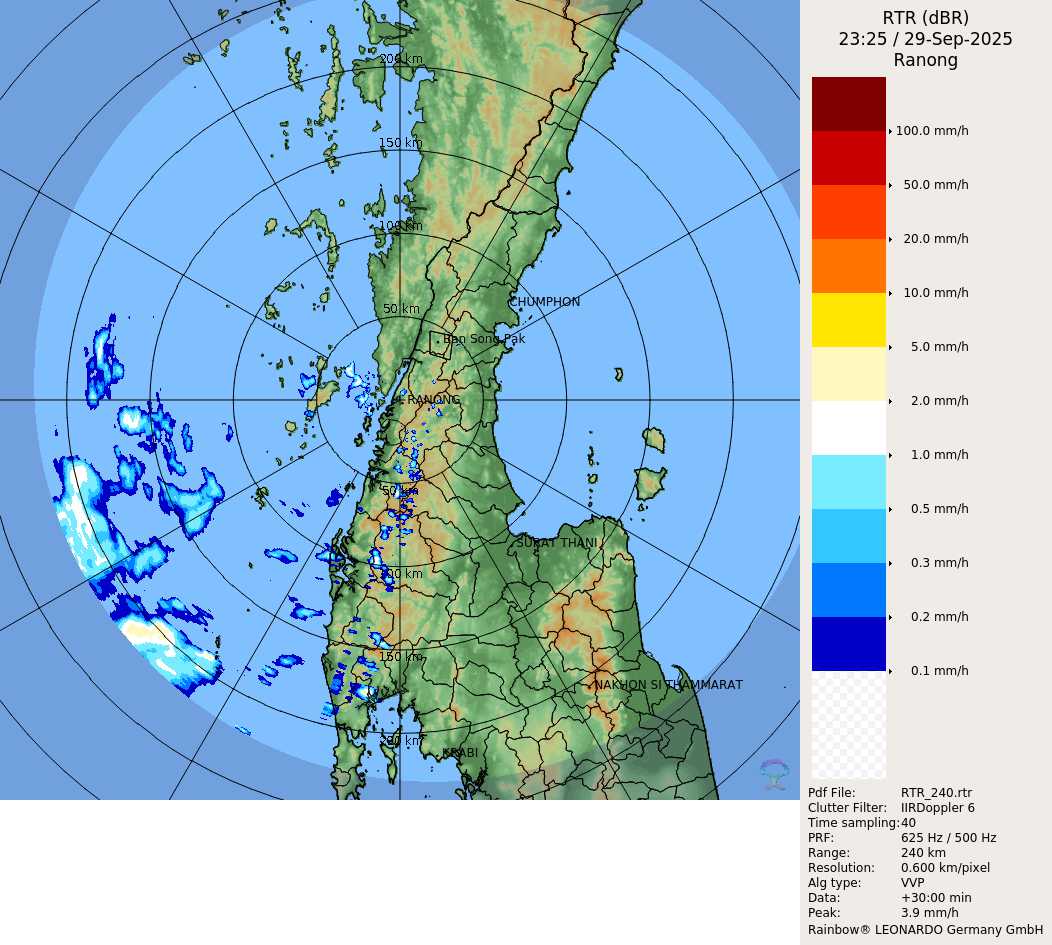 RTR (dBR)
23:25 / 29-Sep-2025
Ranong
200 km
150 km
100 km
50 km
CHUMPHON
Ban Song Pak
RANONG
50 km
SURAT THANI
100 km
150 km
NAKHON SI THAMMARAT
200 km
KRABI
100.0 mm/h
50.0 mm/h
20.0 mm/h
10.0 mm/h
5.0 mm/h
2.0 mm/h
1.0 mm/h
0.5 mm/h
0.3 mm/h
0.2 mm/h
0.1 mm/h
Pdf File: RTR_240.rtr
Clutter Filter: IIRDoppler 6
Time sampling: 40
PRF: 625 Hz / 500 Hz
Range: 240 km
Resolution: 0.600 km/pixel
Alg type: VVP
Data: +30:00 min
Peak: 3.9 mm/h
Rainbow® LEONARDO Germany GmbH